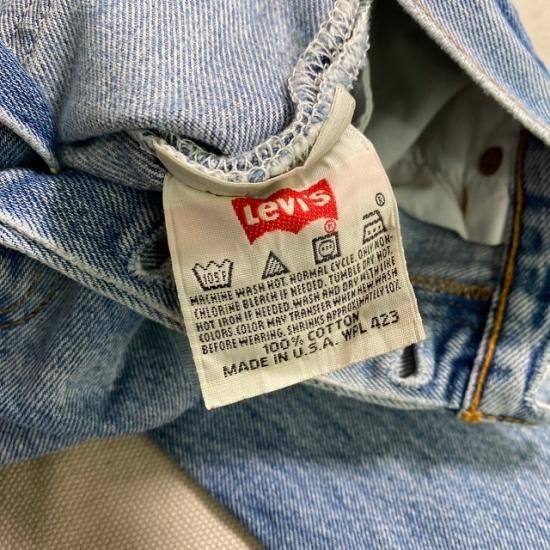 Levi's
®
®
105F
MACHINE WASH HOT. NORMAL CYCLE. ONLY NON-
CHLORINE BLEACH IF NEEDED. TUMBLE DRY HOT.
HOT IRON IF NEEDED. WASH AND DRY WITH LIKE
COLORS. COLOR MAY TRANSFER WHEN NEW. WASH
BEFORE WEARING. SHRINKS APPROXIMATELY 10%.
100% COTTON
MADE IN U.S.A. WPL 423